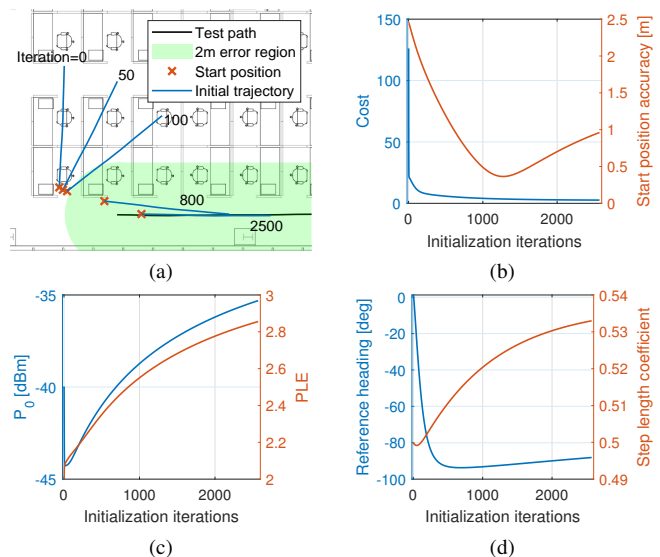 Iteration=0
50
100
800
2500
Test path
2m error region
Start position
Initial trajectory
(a)
150
100
50
0
Cost
2.5
2
1.5
1
0.5
0
Start position accuracy [m]
0
1000
2000
Initialization iterations
(b)
-35
-40
-45
P0 [dBm]
3
2.8
2.6
2.4
2.2
2
PLE
0
1000
2000
Initialization iterations
(c)
0
-20
-40
-60
-80
-100
Reference heading [deg]
0.54
0.53
0.52
0.51
0.5
0.49
Step length coefficient
0
1000
2000
Initialization iterations
(d)